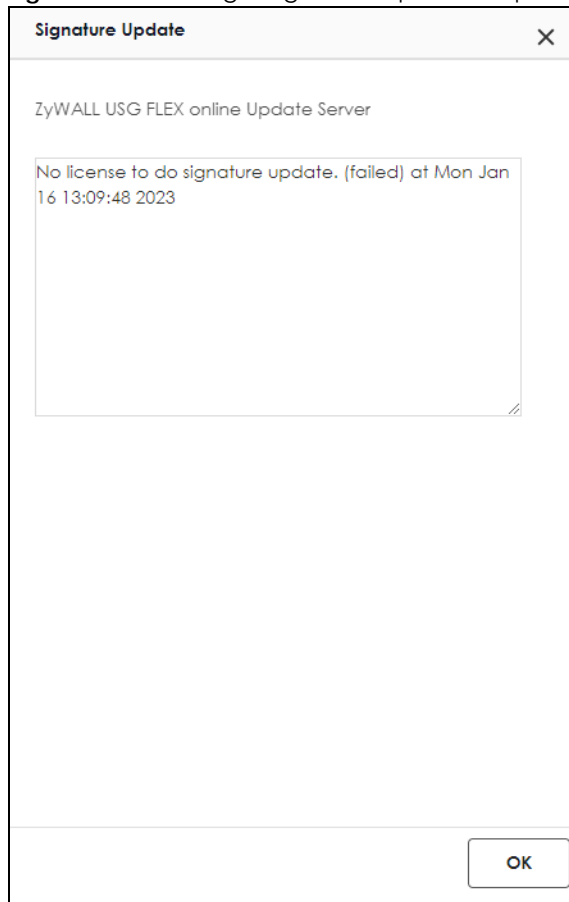 Signature Update
ZyWALL USG FLEX online Update Server
No license to do signature update. (failed) at Mon Jan
16 13:09:48 2023
OK